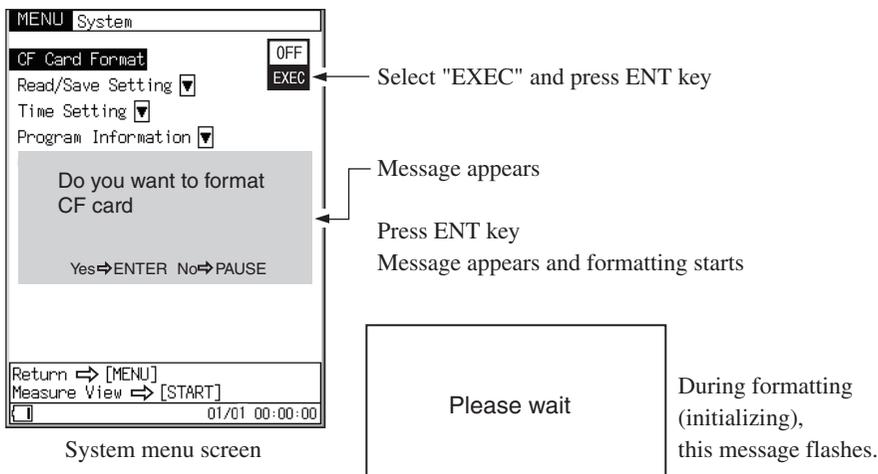 MENU System
CF Card Format
OFF
EXEC
Select "EXEC" and press ENT key
Read/Save Setting ▼
Time Setting ▼
Program Information ▼
Do you want to format
CF card
Yes⇨ENTER No⇨PAUSE
Message appears
Press ENT key
Message appears and formatting starts
Return ⇨ [MENU]
Measure View ⇨ [START]
01/01 00:00:00
System menu screen
Please wait
During formatting
(initializing),
this message flashes.